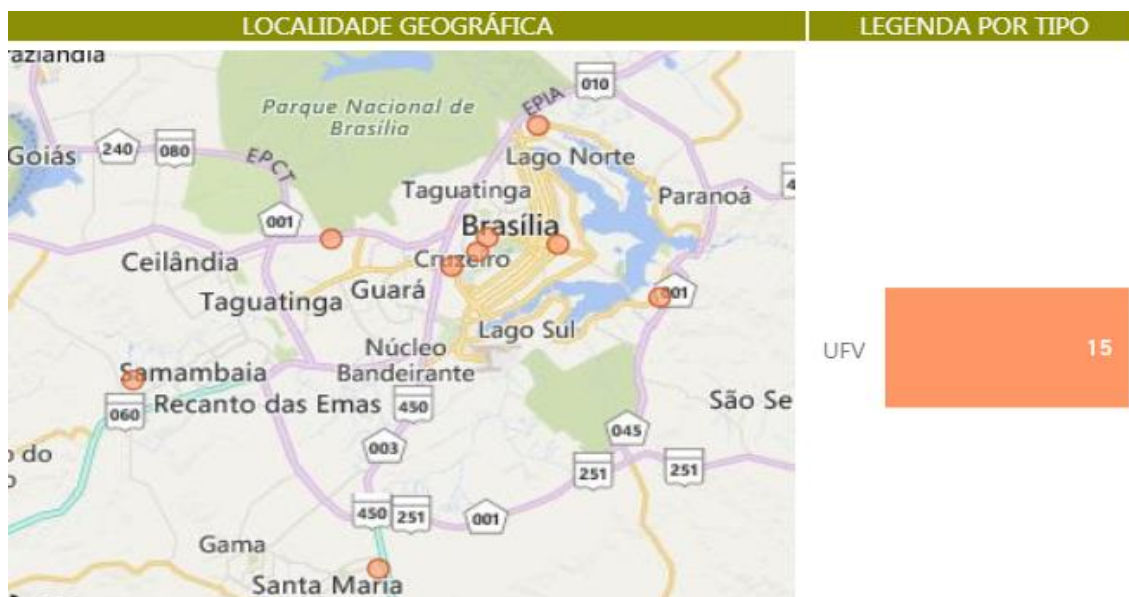 LOCALIDADE GEOGRÁFICA
LEGENDA POR TIPO
azlândia
010
EPIA
Parque Nacional de
Brasília
Goiás
240
080
EPCT
Lago Norte
Taguatinga
Paranoá
001
Brasília
Ceilândia
Cruzeiro
Guará
Taguatinga
001
Lago Sul
Núcleo
Bandeirante
UFV
15
Samambaia
060
Recanto das Emas
450
São Se
045
003
do
251
251
450
251
001
Gama
Santa Maria